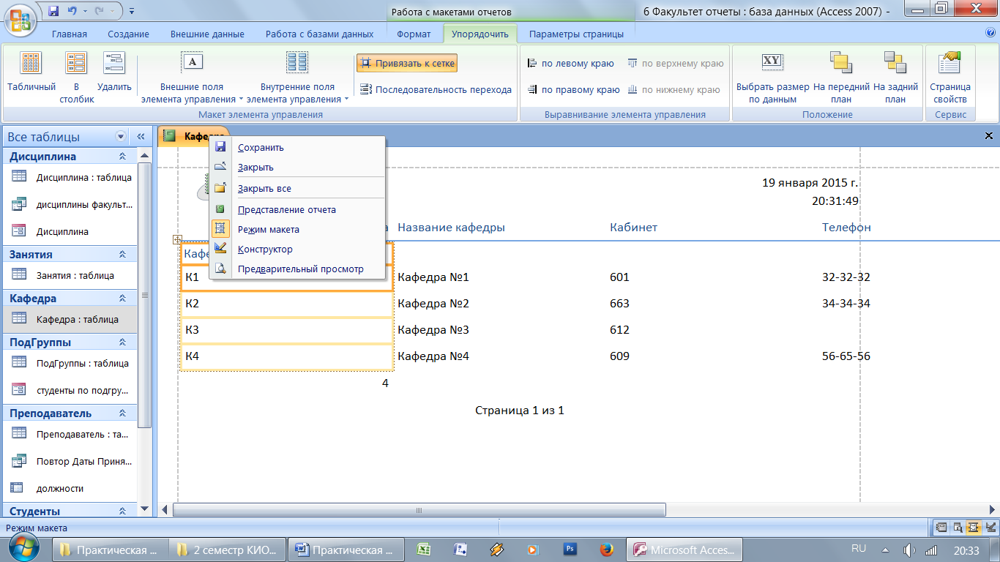 Работа с макетами отчетов
6 Факультет отчеты : база данных (Access 2007) -
Главная Создание Внешние данные Работа с базами данных Формат Упорядочить Параметры страницы
Табличный
В столбик
Удалить
Внешние поля
элемента управления
Внутренние поля
элемента управления
Привязать к сетке
Последовательность перехода
Макет элемента управления
по левому краю
по правому краю
по верхнему краю
по нижнему краю
Выравнивание элемента управления
Выбрать размер
по данным
На передний
план
На задний
план
Положение
Страница
свойств
Сервис
Все таблицы
Дисциплина
Дисциплина : таблица
дисциплины факульт...
Дисциплина
Занятия
Занятия : таблица
Кафедра
Кафедра : таблица
ПодГруппы
ПодГруппы : таблица
студенты по подгру...
Преподаватель
Преподаватель : та...
Повтор Даты Приня...
должности
Студенты
Сохранить
Закрыть
Закрыть все
Представление отчета
Режим макета
Конструктор
Предварительный просмотр
19 января 2015 г.
20:31:49
Название кафедры Кабинет Телефон
К1 Кафедра №1 601 32-32-32
К2 Кафедра №2 663 34-34-34
К3 Кафедра №3 612
К4 Кафедра №4 609 56-65-56
4
Страница 1 из 1
Режим макета
Практическая ...
2 семестр КИО...
Практическая ...
Microsoft Acces...
RU
20:33